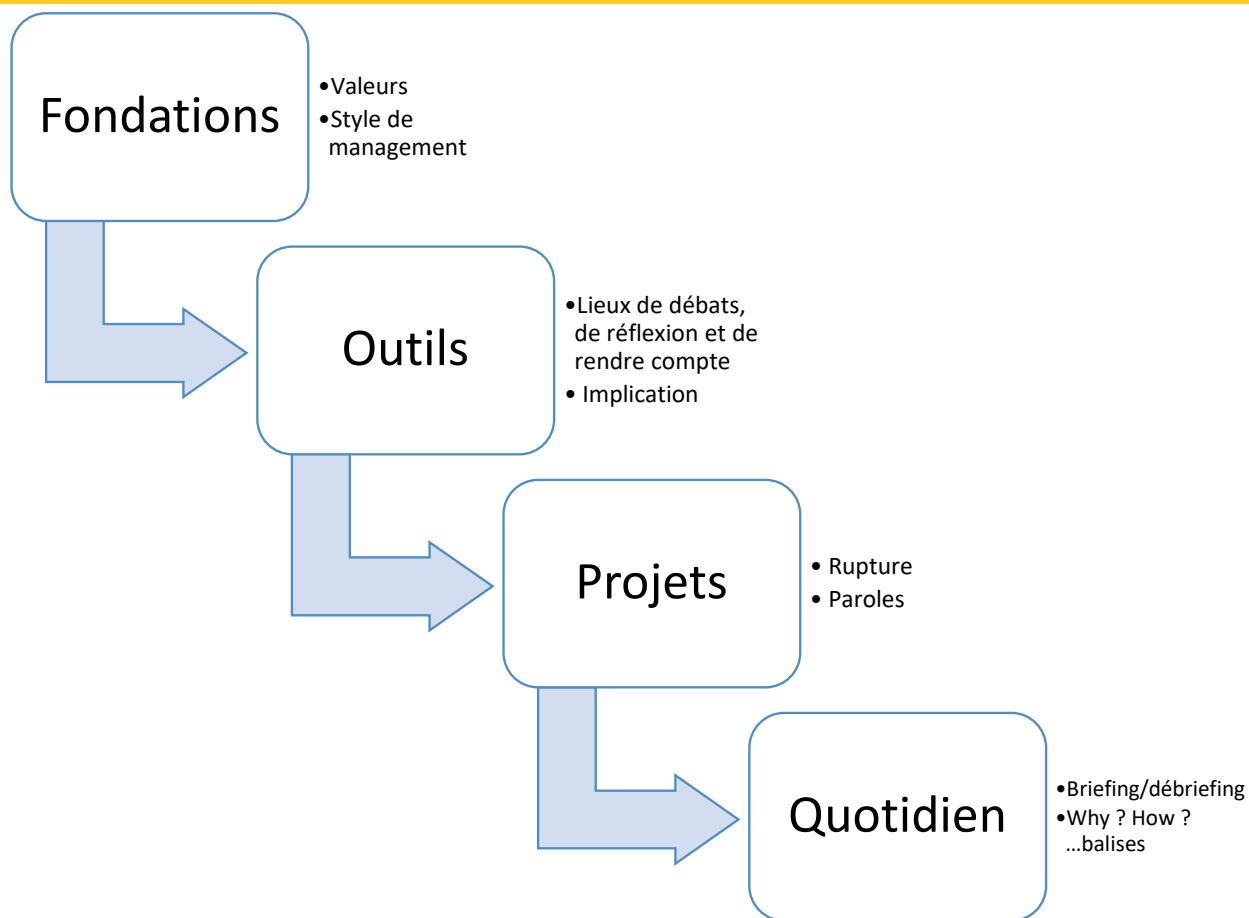 Fondations
•Valeurs
•Style de
management
Outils
•Lieux de débats,
de réflexion et de
rendre compte
• Implication
Projets
• Rupture
• Paroles
Quotidien
•Briefing/débriefing
•Why ? How ?
...balises